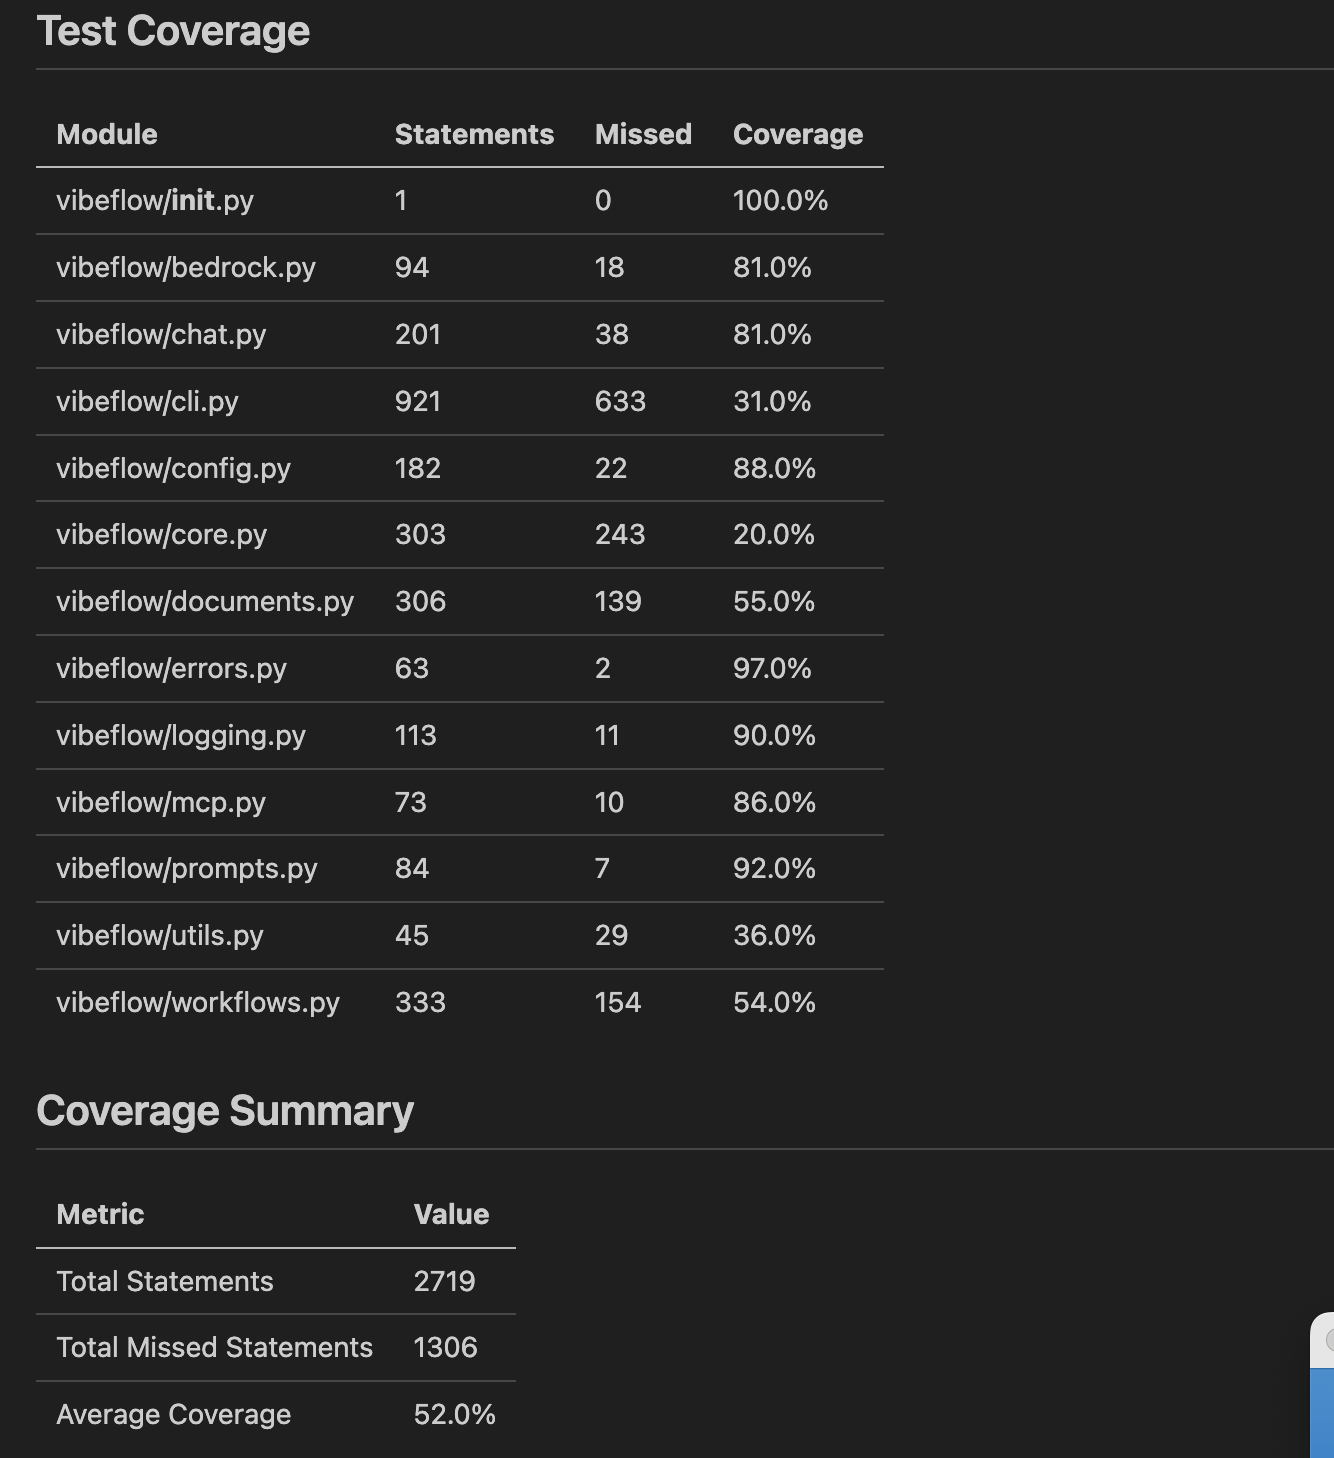 Test Coverage
Module Statements Missed Coverage
vibeflow/init.py 1 0 100.0%
vibeflow/bedrock.py 94 18 81.0%
vibeflow/chat.py 201 38 81.0%
vibeflow/cli.py 921 633 31.0%
vibeflow/config.py 182 22 88.0%
vibeflow/core.py 303 243 20.0%
vibeflow/documents.py 306 139 55.0%
vibeflow/errors.py 63 2 97.0%
vibeflow/logging.py 113 11 90.0%
vibeflow/mcp.py 73 10 86.0%
vibeflow/prompts.py 84 7 92.0%
vibeflow/utils.py 45 29 36.0%
vibeflow/workflows.py 333 154 54.0%
Coverage Summary
Metric Value
Total Statements 2719
Total Missed Statements 1306
Average Coverage 52.0%